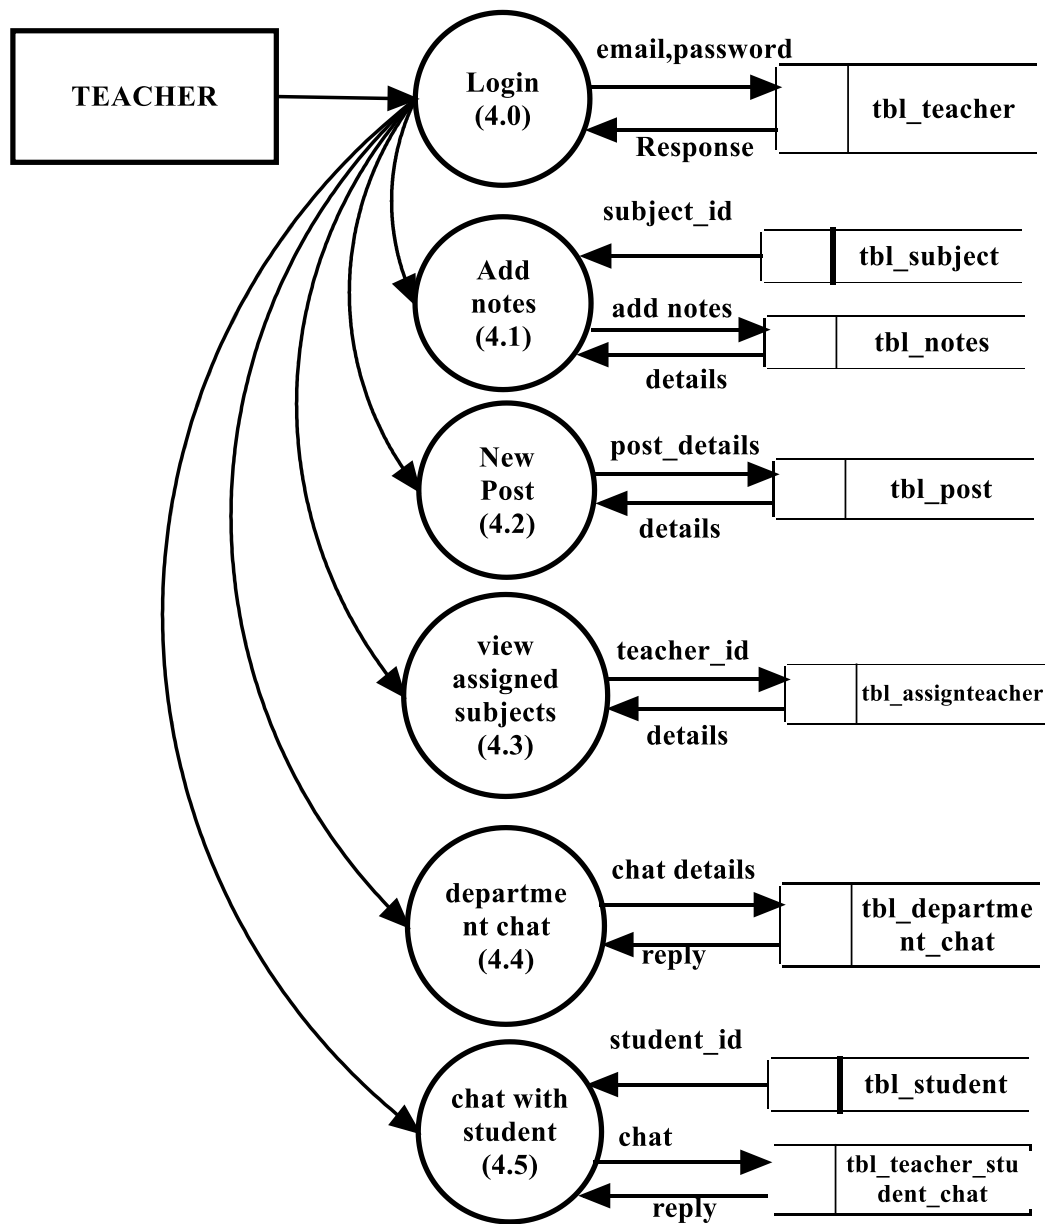 TEACHER
Login
(4.0)
email,password
Response
tbl_teacher
Add
notes
(4.1)
subject_id
tbl_subject
add notes
details
tbl_notes
New
Post
(4.2)
post_details
details
tbl_post
view
assigned
subjects
(4.3)
teacher_id
details
tbl_assignteacher
departme
nt chat
(4.4)
chat details
reply
tbl_departme
nt_chat
chat with
student
(4.5)
student_id
tbl_student
chat
reply
tbl_teacher_stu
dent_chat